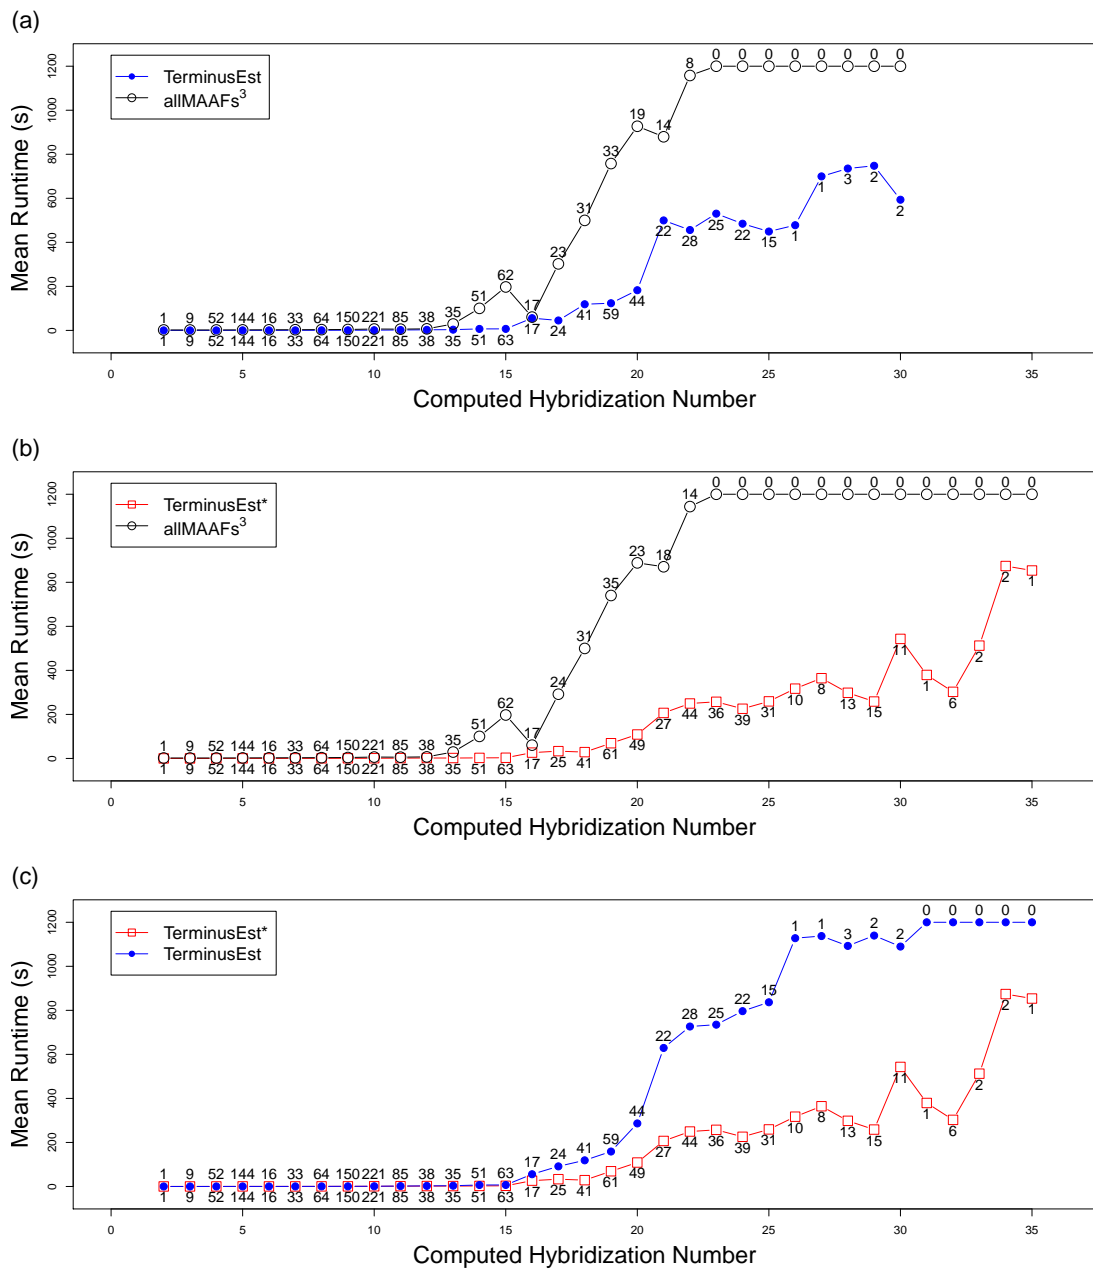 (a)
TerminusEst
allMAAFs3
0 0 0 0 0 0 0 0
8
19
14
33
31
23
62
17
51
35
1 9 52 144 16 33 64 150 221 85 38
1 9 52 144 16 33 64 150 221 85 38 35 51 63 17 24 41 59 44 22 28 25 22 15 1 1 3 2 2
0 200 400 600 800 1000 1200
Mean Runtime (s)
0 5 10 15 20 25 30 35
Computed Hybridization Number
(b)
TerminusEst*
allMAAFs3
0 0 0 0 0 0 0 0 0 0 0 0 0
14
23
18
35
31
24
62
17
51
35
1 9 52 144 16 33 64 150 221 85 38
1 9 52 144 16 33 64 150 221 85 38 35 51 63 17 25 41 61 49 27 44 36 39 31 10 8 13 15 11 1 6 2 2 1
0 200 400 600 800 1000 1200
Mean Runtime (s)
0 5 10 15 20 25 30 35
Computed Hybridization Number
(c)
TerminusEst*
TerminusEst
0 0 0 0 0
1 9 52 144 16 33 64 150 221 85 38 35 51 63 17 24 41 59 44 22 28 25 22 15 1 1 3 2 2
1 9 52 144 16 33 64 150 221 85 38 35 51 63 17 25 41 61 49 27 44 36 39 31 10 8 13 15 11 1 6 2 2 1
0 200 400 600 800 1000 1200
Mean Runtime (s)
0 5 10 15 20 25 30 35
Computed Hybridization Number